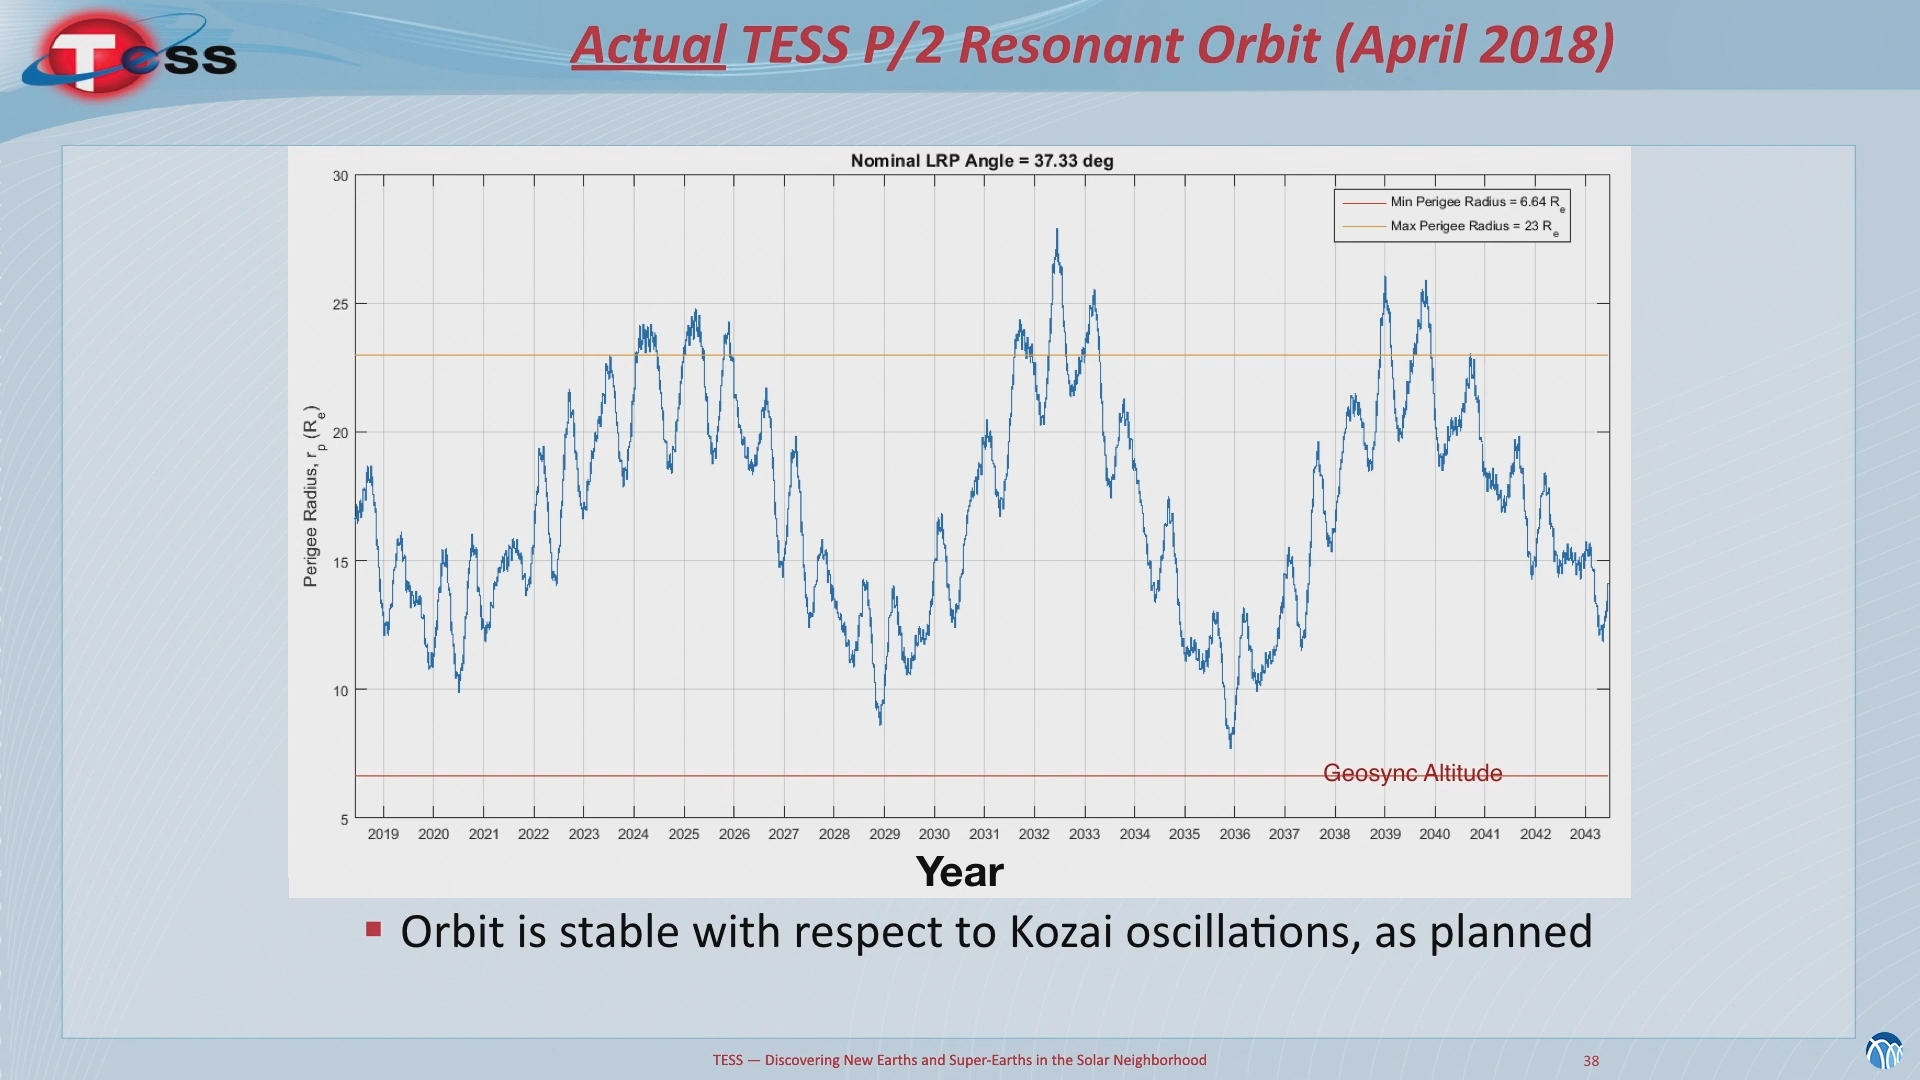 Tess
Actual TESS P/2 Resonant Orbit (April 2018)
Nominal LRP Angle = 37.33 deg
Min Perigee Radius = 6.64 Re
Max Perigee Radius = 23 Re
30
25
20
15
10
5
Perigee Radius, rp (Re)
Geosync Altitude
2019 2020 2021 2022 2023 2024 2025 2026 2027 2028 2029 2030 2031 2032 2033 2034 2035 2036 2037 2038 2039 2040 2041 2042 2043
Year
Orbit is stable with respect to Kozai oscillations, as planned
TESS — Discovering New Earths and Super-Earths in the Solar Neighborhood
38